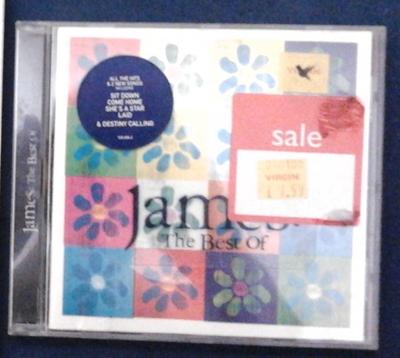 ALL THE HITS
& 2 NEW SONGS
INCLUDING
SIT DOWN
COME HOME
SHE'S A STAR
LAID
& DESTINY CALLING
sale
VIRGIN
James
The Best Of
James The Best Of